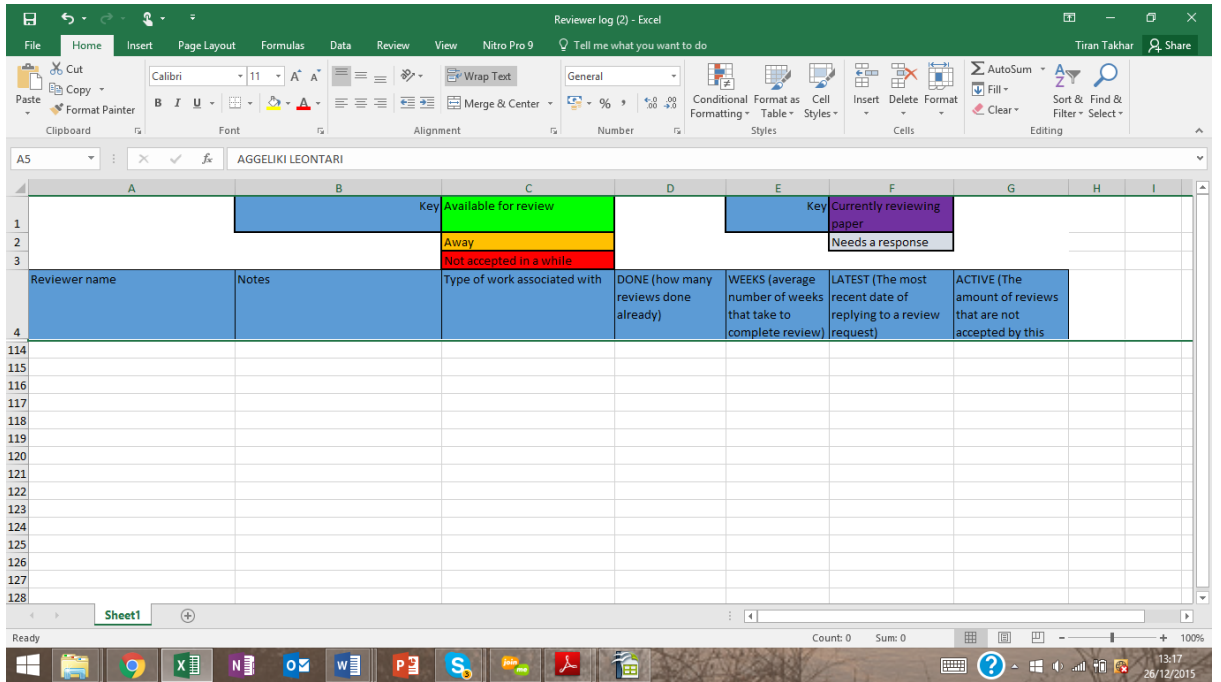 Reviewer log (2) - Excel
File Home Insert Page Layout Formulas Data Review View Nitro Pro 9 Tell me what you want to do Tiran Takhar Share
Paste Cut Copy Format Painter Clipboard
Calibri 11 A A B I U A Font
Wrap Text Merge & Center Alignment
General % , .00 .0 Number
Conditional Formatting Format as Table Cell Styles Styles
Insert Delete Format Cells
AutoSum Fill Clear Sort & Filter Find & Select Editing
A5 fx AGGELIKI LEONTARI
A B C D E F G H I
1 Key Available for review Key Currently reviewing paper
2 Away Needs a response
3 Not accepted in a while
4 Reviewer name
Notes
Type of work associated with
DONE (how many
reviews done
already)
WEEKS (average
number of weeks
that take to
complete review)
LATEST (The most
recent date of
replying to a review
request)
ACTIVE (The
amount of reviews
that are not
accepted by this
114
115
116
117
118
119
120
121
122
123
124
125
126
127
128
Sheet1
Ready Count: 0 Sum: 0 100%
13:17
26/12/2015